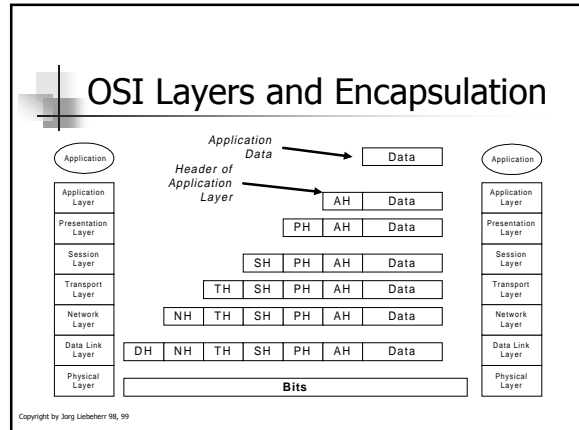 OSI Layers and Encapsulation
Application
Data
Application
Data
Application
Header of
Application
Layer
Application
Layer
AH Data
Application
Layer
Presentation
Layer
PH AH Data
Presentation
Layer
Session
Layer
SH PH AH Data
Session
Layer
Transport
Layer
TH SH PH AH Data
Transport
Layer
Network
Layer
NH TH SH PH AH Data
Network
Layer
Data Link
Layer
DH NH TH SH PH AH Data
Data Link
Layer
Physical
Layer
Bits
Physical
Layer
Copyright by Jorg Liebeherr 98, 99